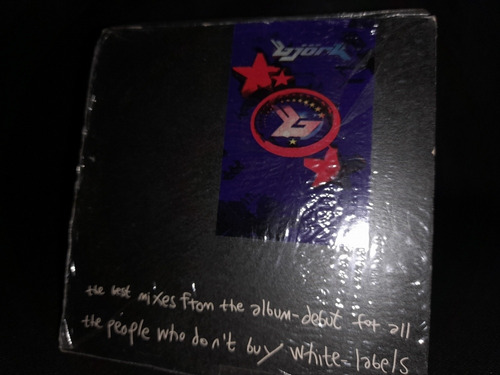 björk
the best mixes from the album-debut for all
the people who don't buy white-labels